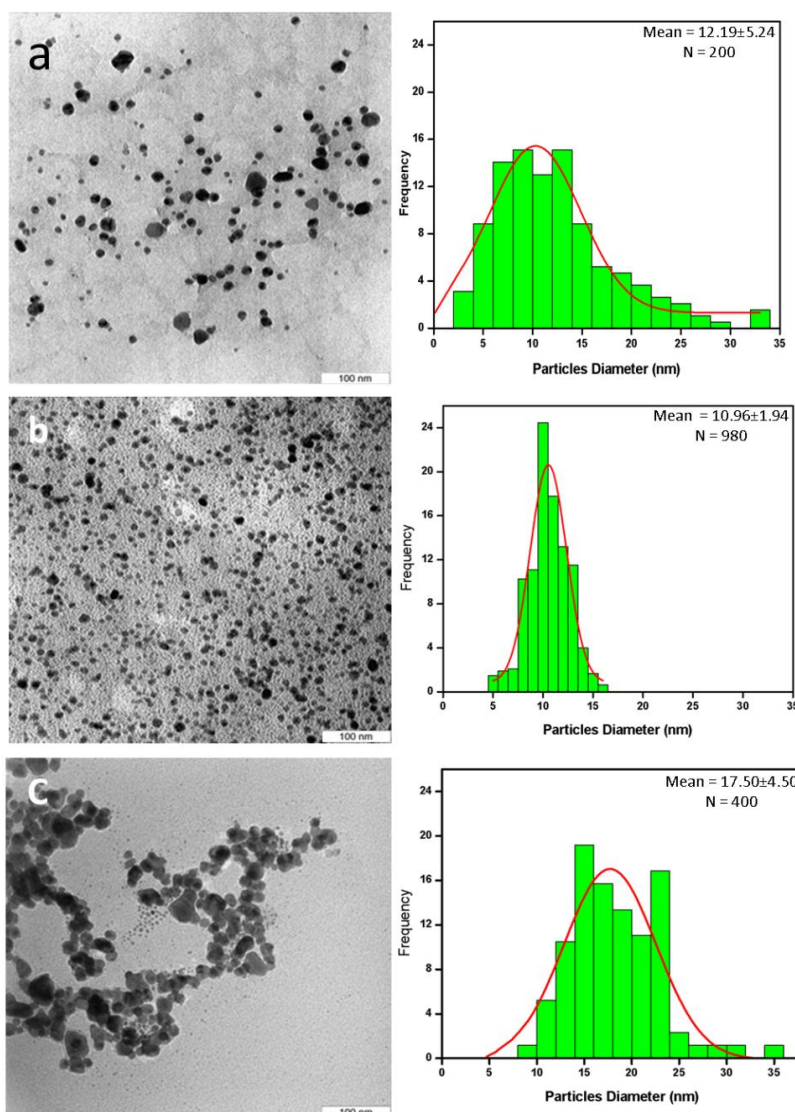 a
100 nm
Mean = 12.19±5.24
N = 200
Frequency
24
20
16
12
8
4
0
0 5 10 15 20 25 30 35
Particles Diameter (nm)
b
100 nm
Mean = 10.96±1.94
N = 980
Frequency
24
20
16
12
8
4
0
0 5 10 15 20 25 30 35
Particles Diameter (nm)
c
100 nm
Mean = 17.50±4.50
N = 400
Frequency
24
20
16
12
8
4
0
0 5 10 15 20 25 30 35
Particles Diameter (nm)